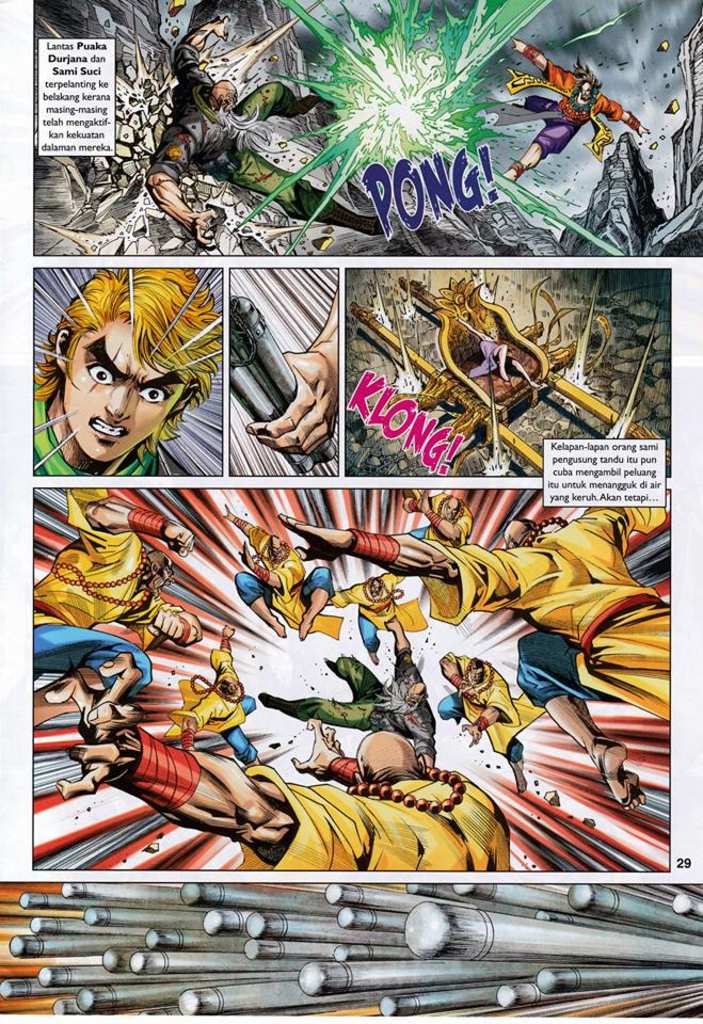 Lantas Puaka
Durjana dan
Sami Suci
terpelanting ke
belakang kerana
masing-masing
telah mengaktif-
kan kekuatan
dalaman mereka.
PONG!
KLONG!
Kelapan-lapan orang sami
pengusung tandu itu pun
cuba mengambil peluang
itu untuk menangguk di air
yang keruh. Akan tetapi...
29